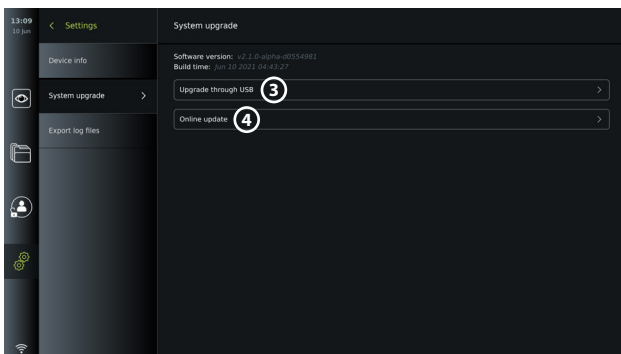 13:09
10 Jun
Settings
System upgrade
Device info
System upgrade
Export log files
Software version: v2.1.0-alpha-d0554981
Build time: Jun 10 2021 04:43:27
Upgrade through USB 3
Online update 4